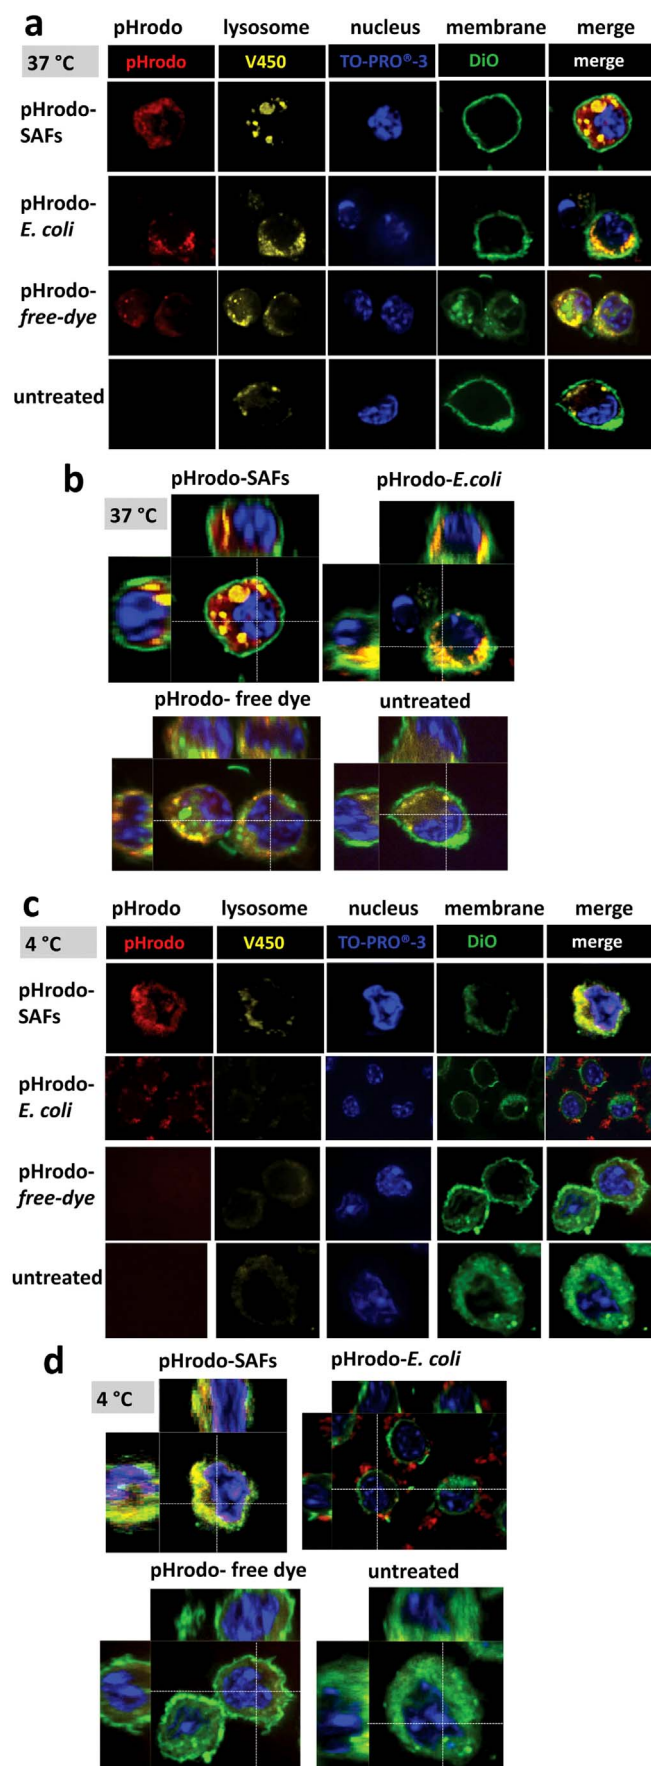 a
pHrodo lysosome nucleus membrane merge
37 °C pHrodo V450 TO-PRO®-3 DiO merge
pHrodo-
SAFs
pHrodo-
E. coli
pHrodo-
free-dye
untreated
b
pHrodo-SAFs pHrodo-E.coli
37 °C
pHrodo- free dye untreated
c
pHrodo lysosome nucleus membrane merge
4 °C pHrodo V450 TO-PRO®-3 DiO merge
pHrodo-
SAFs
pHrodo-
E. coli
pHrodo-
free-dye
untreated
d
pHrodo-SAFs pHrodo-E. coli
4 °C
pHrodo- free dye untreated